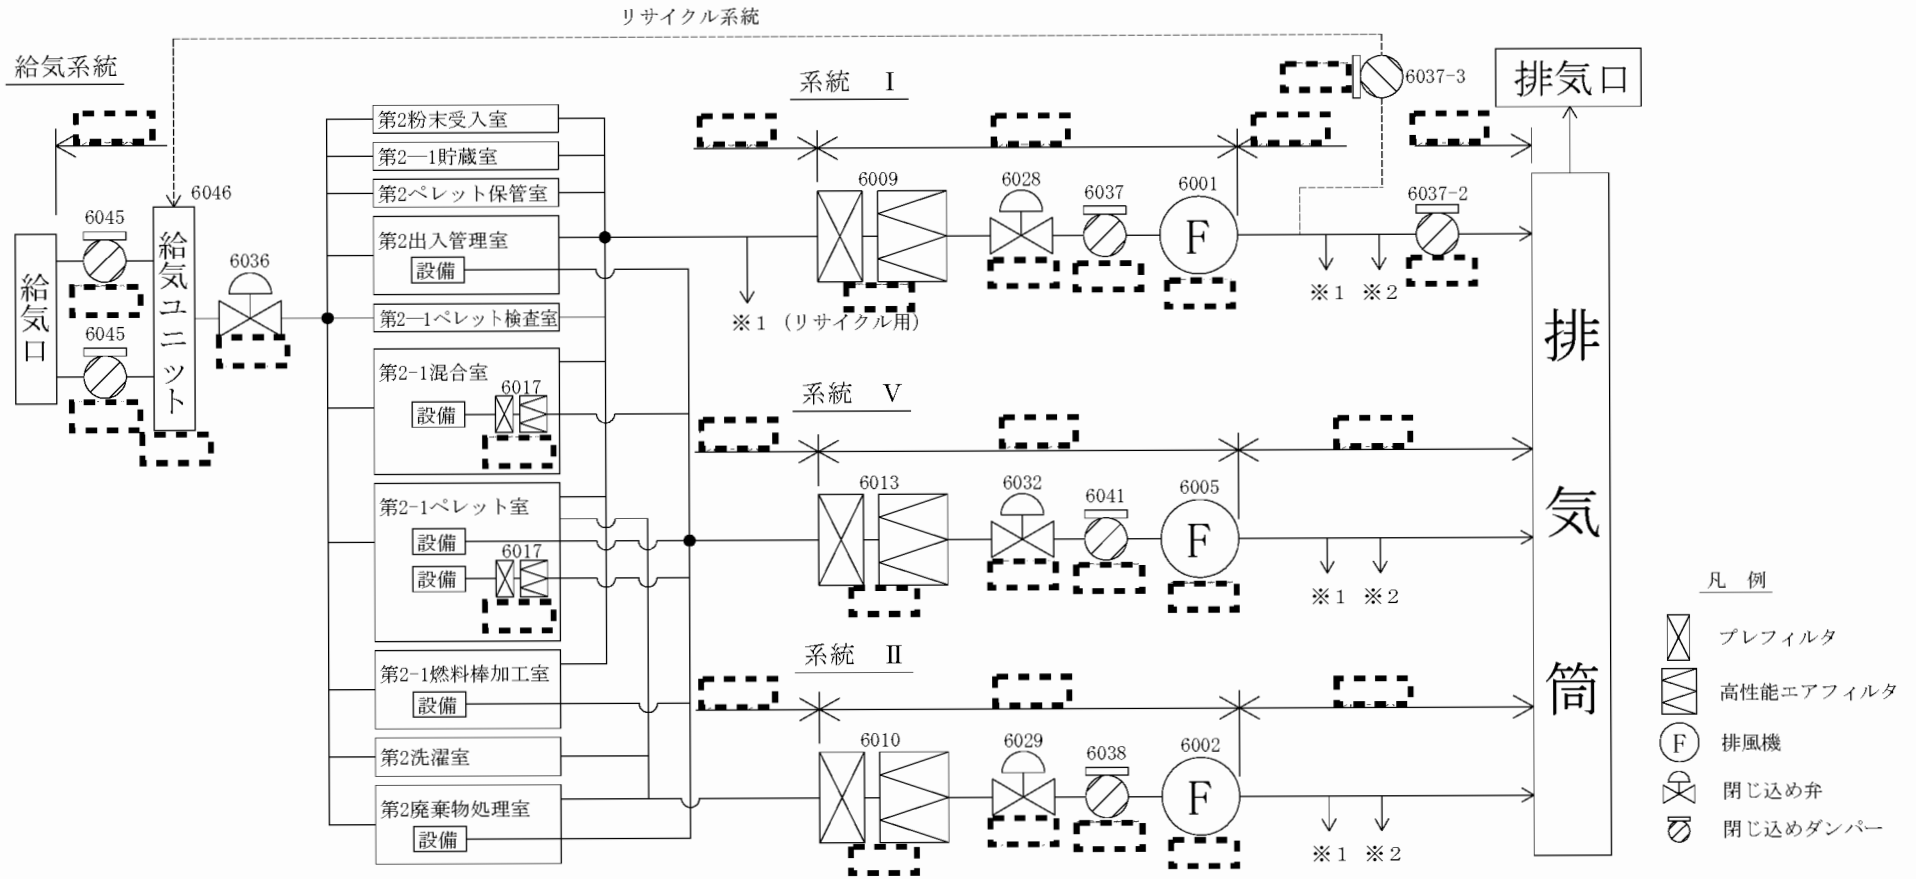 リサイクル系統
給気系統
6045
6045
給気口
6046
給気ユニット
6036
第2粉末受入室
第2―1貯蔵室
第2ペレット保管室
第2出入管理室
設備
第2―1ペレット検査室
第2-1混合室
6017
設備
第2-1ペレット室
設備
6017
設備
第2-1燃料棒加工室
設備
第2洗濯室
第2廃棄物処理室
設備
系統 Ⅰ
6009
6028
6037
6001
F
6037-3
6037-2
※1 (リサイクル用)
※1 ※2
系統 Ⅴ
6013
6032
6041
6005
F
※1 ※2
系統 Ⅱ
6010
6029
6038
6002
F
※1 ※2
排気口
排気筒
凡 例
プレフィルタ
高性能エアフィルタ
F 排風機
閉じ込め弁
閉じ込めダンパー